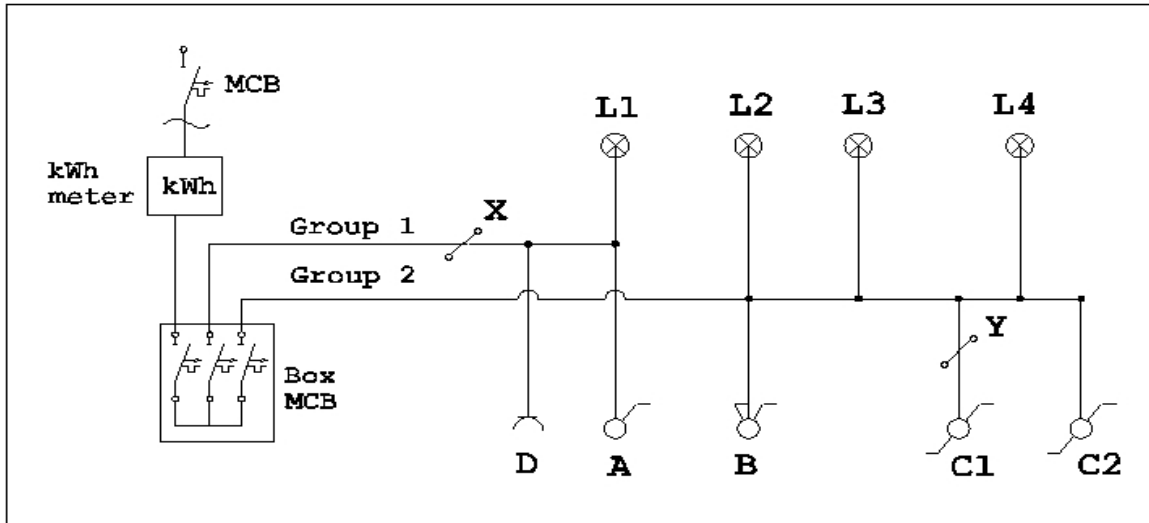 MCB
L1
L2
L3
L4
kWh
meter
kWh
X
Group 1
Group 2
Y
Box
MCB
D
A
B
C1
C2